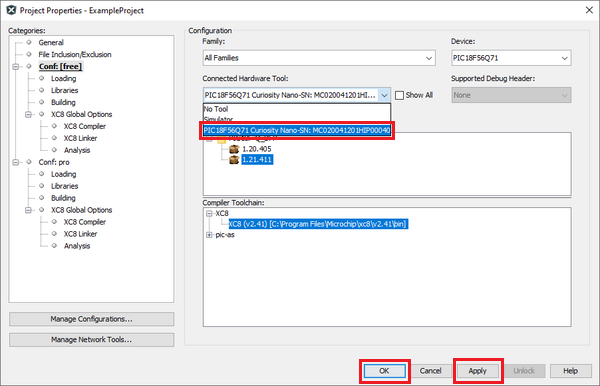 Project Properties - ExampleProject
Categories:
General
File Inclusion/Exclusion
Conf: [free]
Loading
Libraries
Building
XC8 Global Options
XC8 Compiler
XC8 Linker
Analysis
Conf: pro
Loading
Libraries
Building
XC8 Global Options
XC8 Compiler
XC8 Linker
Analysis
Manage Configurations...
Manage Network Tools...
Configuration
Family:
Device:
All Families
PIC18F56Q71
Connected Hardware Tool:
Supported Debug Header:
PIC18F56Q71 Curiosity Nano-SN: MC020041201HI...
Show All
None
No Tool
Simulator
PIC18F56Q71 Curiosity Nano-SN: MC020041201HIP00040
1.20.405
1.21.411
Compiler Toolchain:
XC8
XC8 (v2.41) [C:\Program Files\Microchip\xc8\v2.41\bin]
pic-as
OK
Cancel
Apply
Unlock
Help